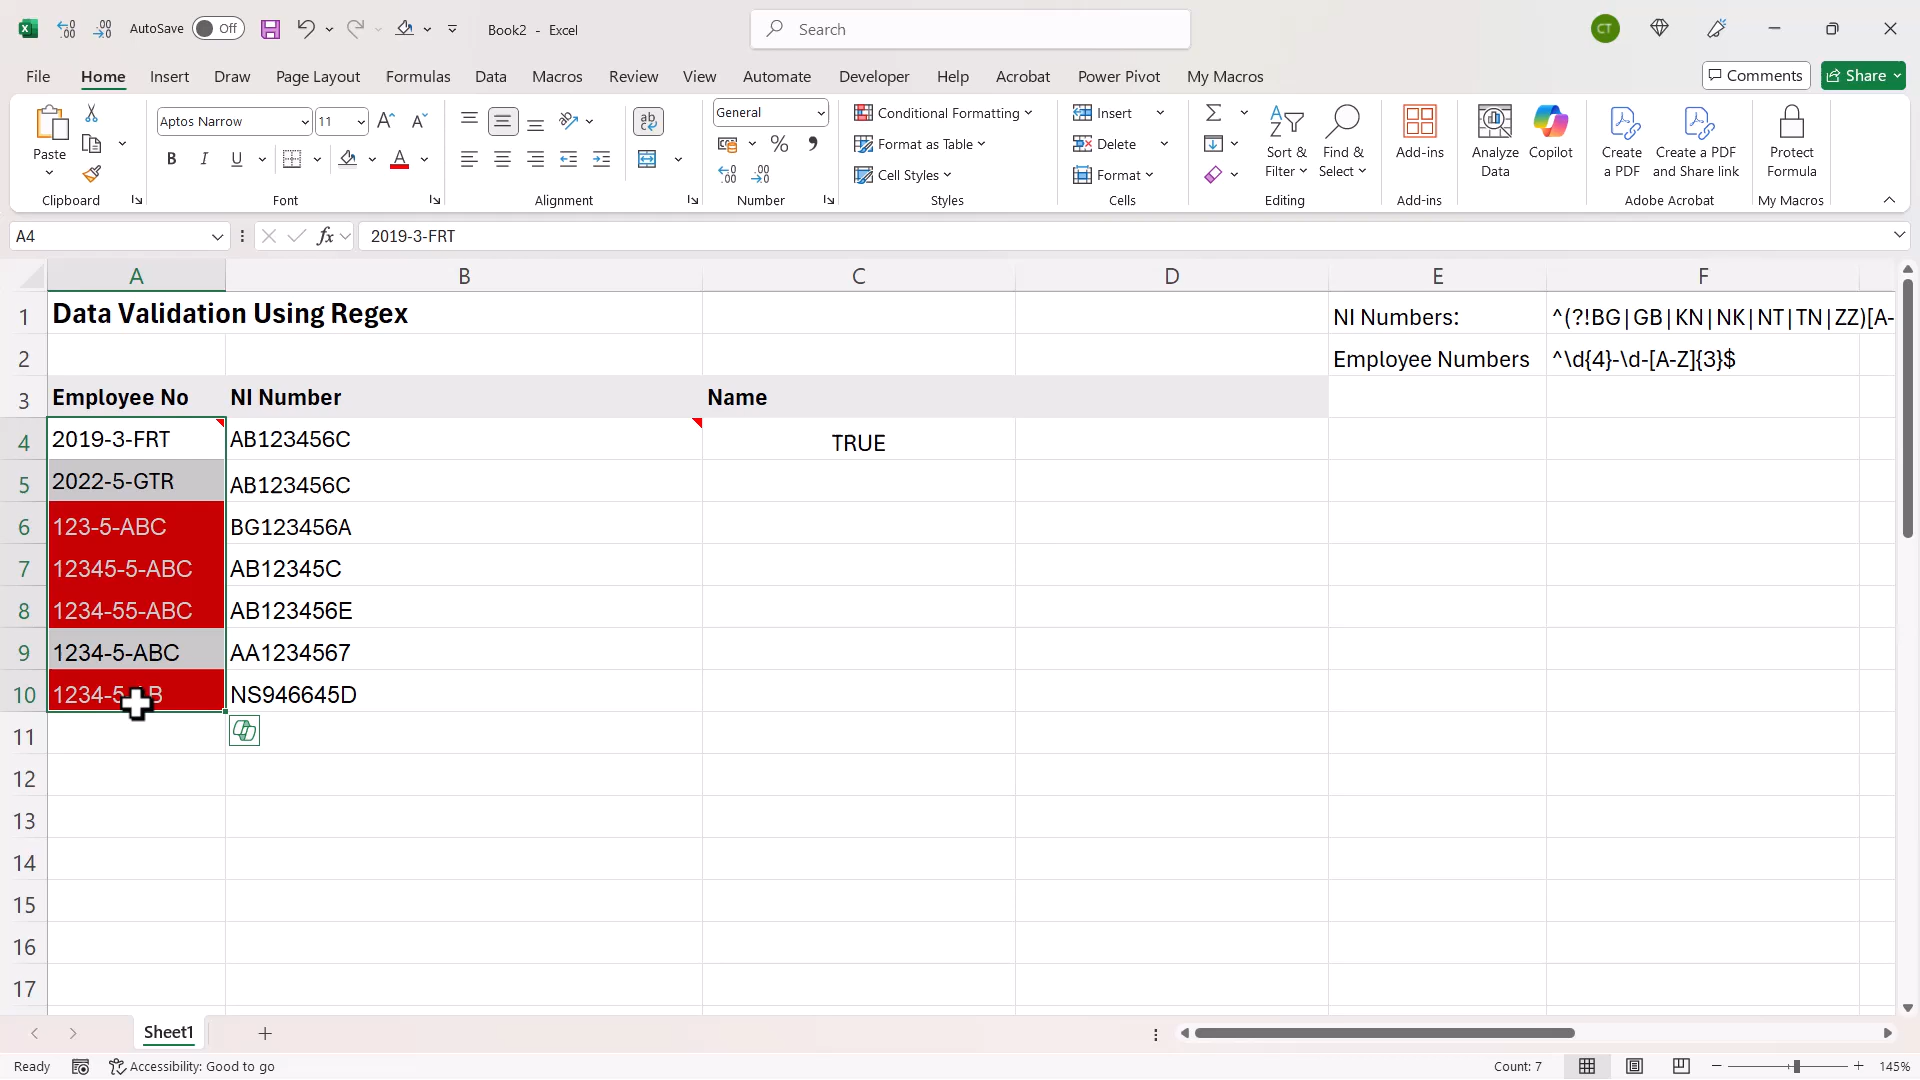 AutoSave Off Book2 - Excel Search CT
File Home Insert Draw Page Layout Formulas Data Macros Review View Automate Developer Help Acrobat Power Pivot My Macros Comments Share
Paste
Clipboard
Aptos Narrow 11
B I U A
Font
ab
Alignment
General
% 9
Number
Conditional Formatting
Format as Table
Cell Styles
Styles
Insert
Delete
Format
Cells
Sort & Filter
Find & Select
Editing
Add-ins
Add-ins
Analyze Data
Copilot
Create a PDF
Create a PDF and Share link
Adobe Acrobat
Protect Formula
My Macros
A4 fx 2019-3-FRT
A B C D E F
1 Data Validation Using Regex NI Numbers: ^(?!BG|GB|KN|NK|NT|TN|ZZ)[A-
2 Employee Numbers ^\d{4}-\d-[A-Z]{3}$
3 Employee No NI Number Name
4 2019-3-FRT AB123456C TRUE
5 2022-5-GTR AB123456C
6 123-5-ABC BG123456A
7 12345-5-ABC AB12345C
8 1234-55-ABC AB123456E
9 1234-5-ABC AA1234567
10 NS946645D
11
12
13
14
15
16
17
Sheet1
Ready Accessibility: Good to go Count: 7 145%